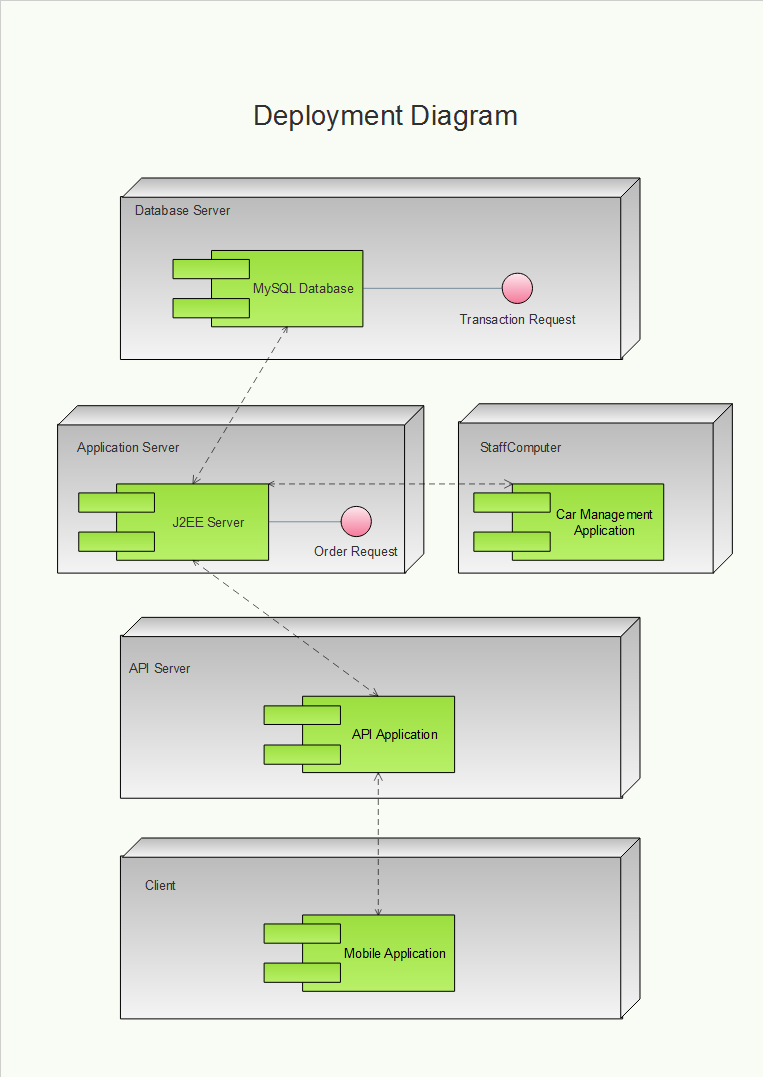 Deployment Diagram
Database Server
MySQL Database
Transaction Request
Application Server
J2EE Server
Order Request
StaffComputer
Car Management
Application
API Server
API Application
Client
Mobile Application